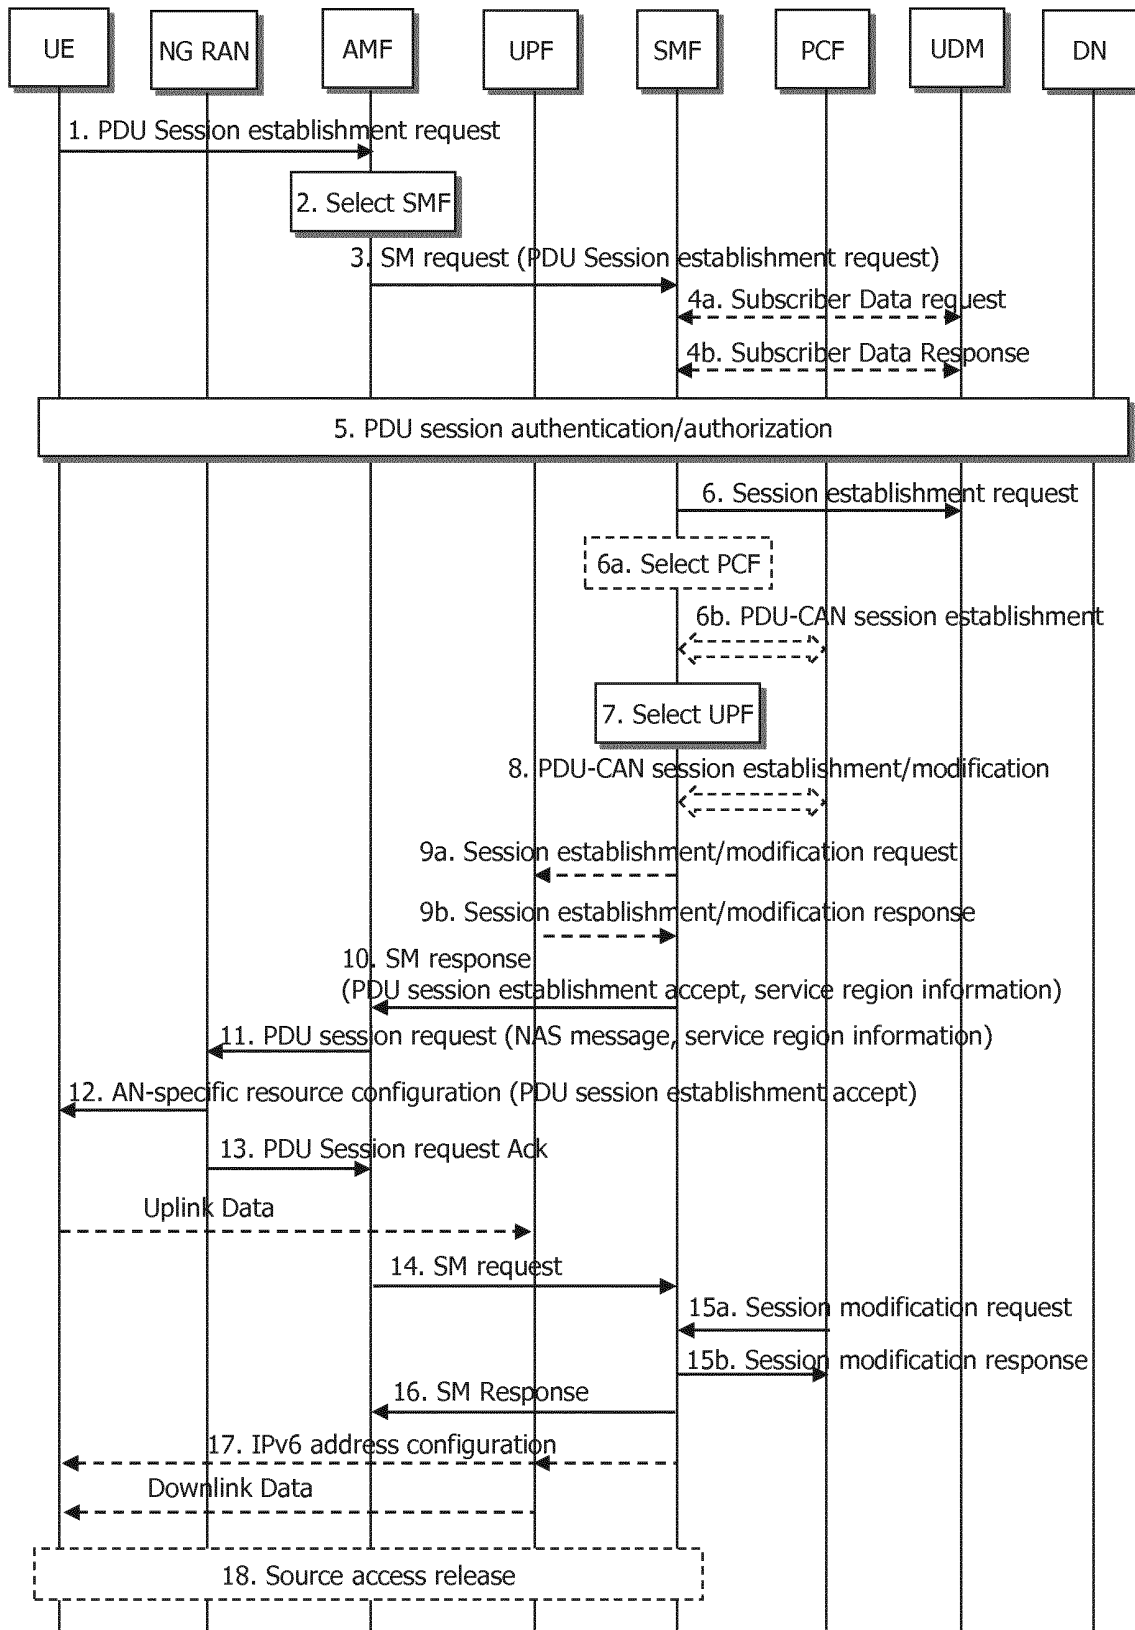 UE
NG RAN
AMF
UPF
SMF
PCF
UDM
DN
1. PDU Session establishment request
2. Select SMF
3. SM request (PDU Session establishment request)
4a. Subscriber Data request
4b. Subscriber Data Response
5. PDU session authentication/authorization
6. Session establishment request
6a. Select PCF
6b. PDU-CAN session establishment
7. Select UPF
8. PDU-CAN session establishment/modification
9a. Session establishment/modification request
9b. Session establishment/modification response
10. SM response
(PDU session establishment accept, service region information)
11. PDU session request (NAS message, service region information)
12. AN-specific resource configuration (PDU session establishment accept)
13. PDU Session request Ack
Uplink Data
14. SM request
15a. Session modification request
15b. Session modification response
16. SM Response
17. IPv6 address configuration
Downlink Data
18. Source access release